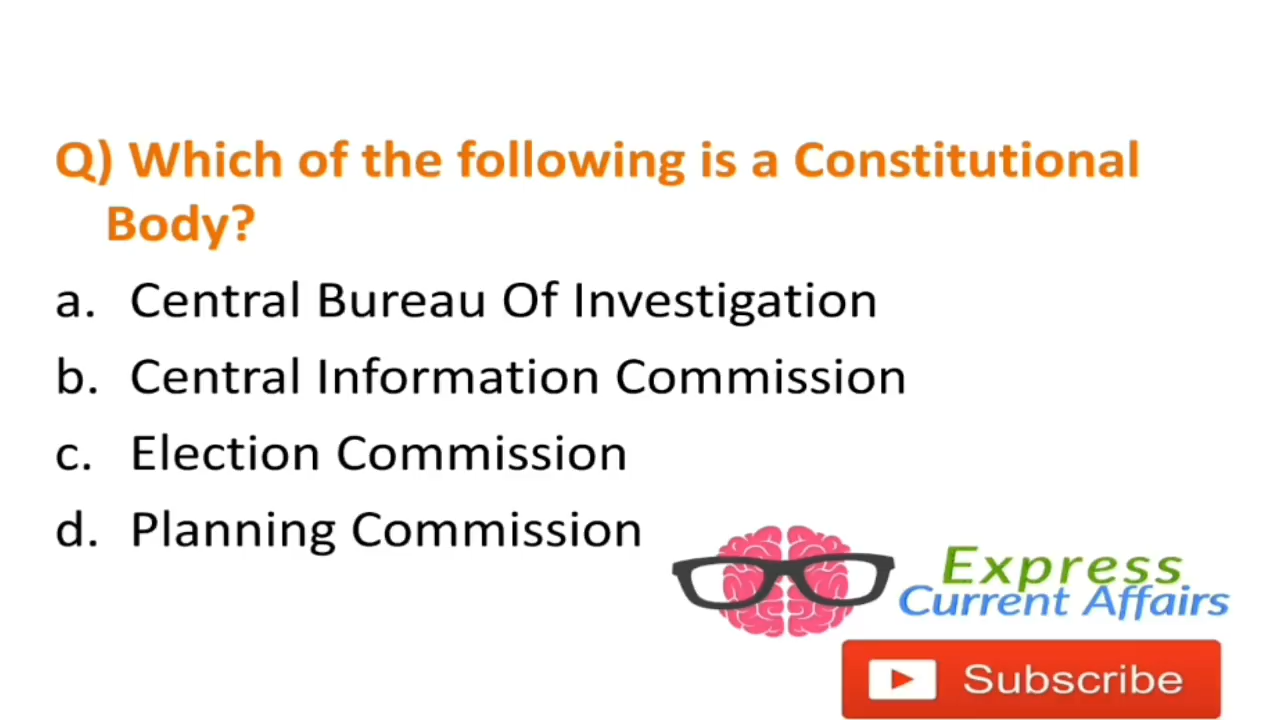 Q) Which of the following is a Constitutional
Body?
a. Central Bureau Of Investigation
b. Central Information Commission
c. Election Commission
d. Planning Commission
Express
Current Affairs
Subscribe